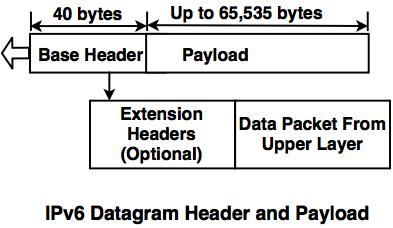 40 bytes Up to 65,535 bytes
Base Header Payload
Extension
Headers
(Optional)
Data Packet From
Upper Layer
IPv6 Datagram Header and Payload